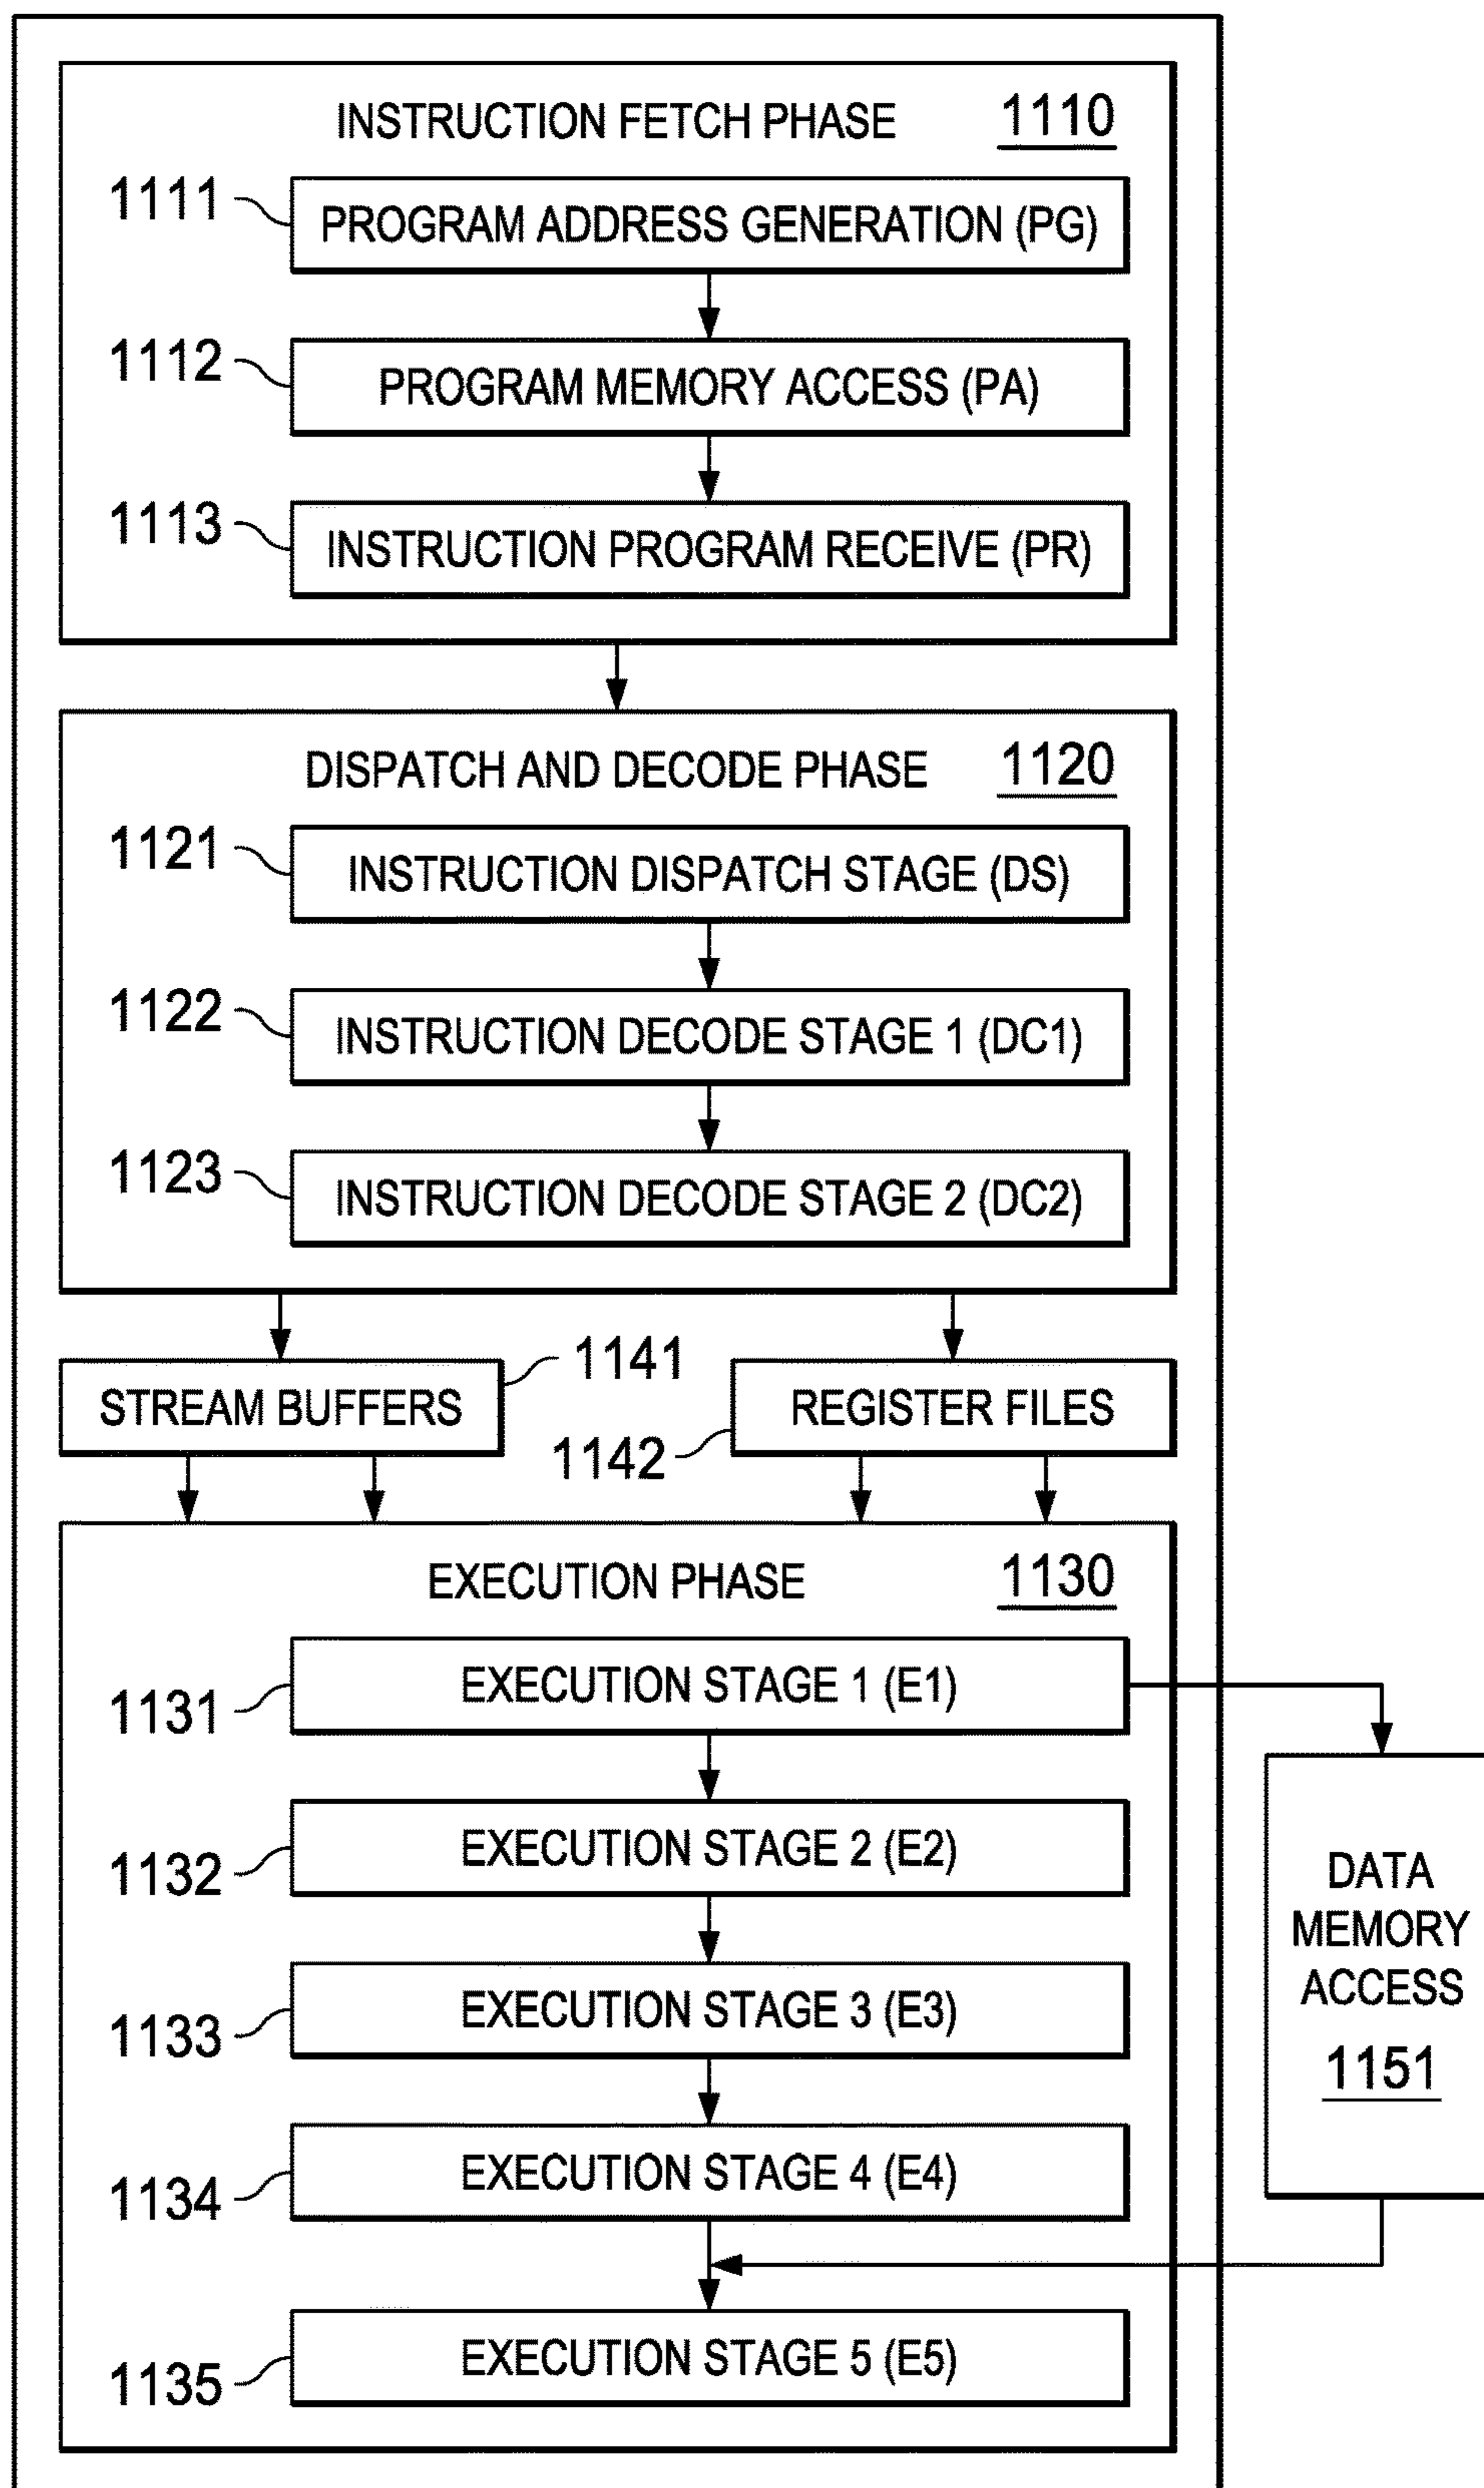 INSTRUCTION FETCH PHASE 1110
1111 PROGRAM ADDRESS GENERATION (PG)
1112 PROGRAM MEMORY ACCESS (PA)
1113 INSTRUCTION PROGRAM RECEIVE (PR)
DISPATCH AND DECODE PHASE 1120
1121 INSTRUCTION DISPATCH STAGE (DS)
1122 INSTRUCTION DECODE STAGE 1 (DC1)
1123 INSTRUCTION DECODE STAGE 2 (DC2)
STREAM BUFFERS 1141
1142 REGISTER FILES
EXECUTION PHASE 1130
1131 EXECUTION STAGE 1 (E1)
1132 EXECUTION STAGE 2 (E2)
1133 EXECUTION STAGE 3 (E3)
1134 EXECUTION STAGE 4 (E4)
1135 EXECUTION STAGE 5 (E5)
DATA
MEMORY
ACCESS
1151